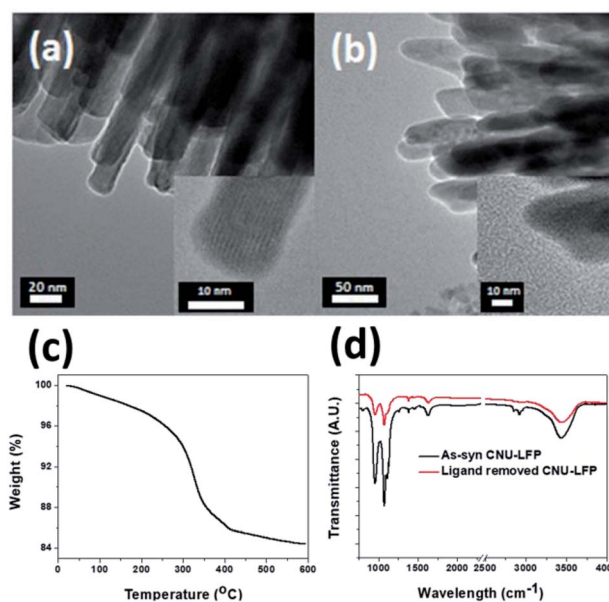 (a)
20 nm
10 nm
(b)
50 nm
10 nm
(c)
100
96
92
88
84
Weight (%)
0 100 200 300 400 500 600
Temperature (⁰C)
(d)
Transmittance (A.U.)
As-syn CNU-LFP
Ligand removed CNU-LFP
1000 1500 2000 2500 3500 400
Wavelength (cm⁻¹)